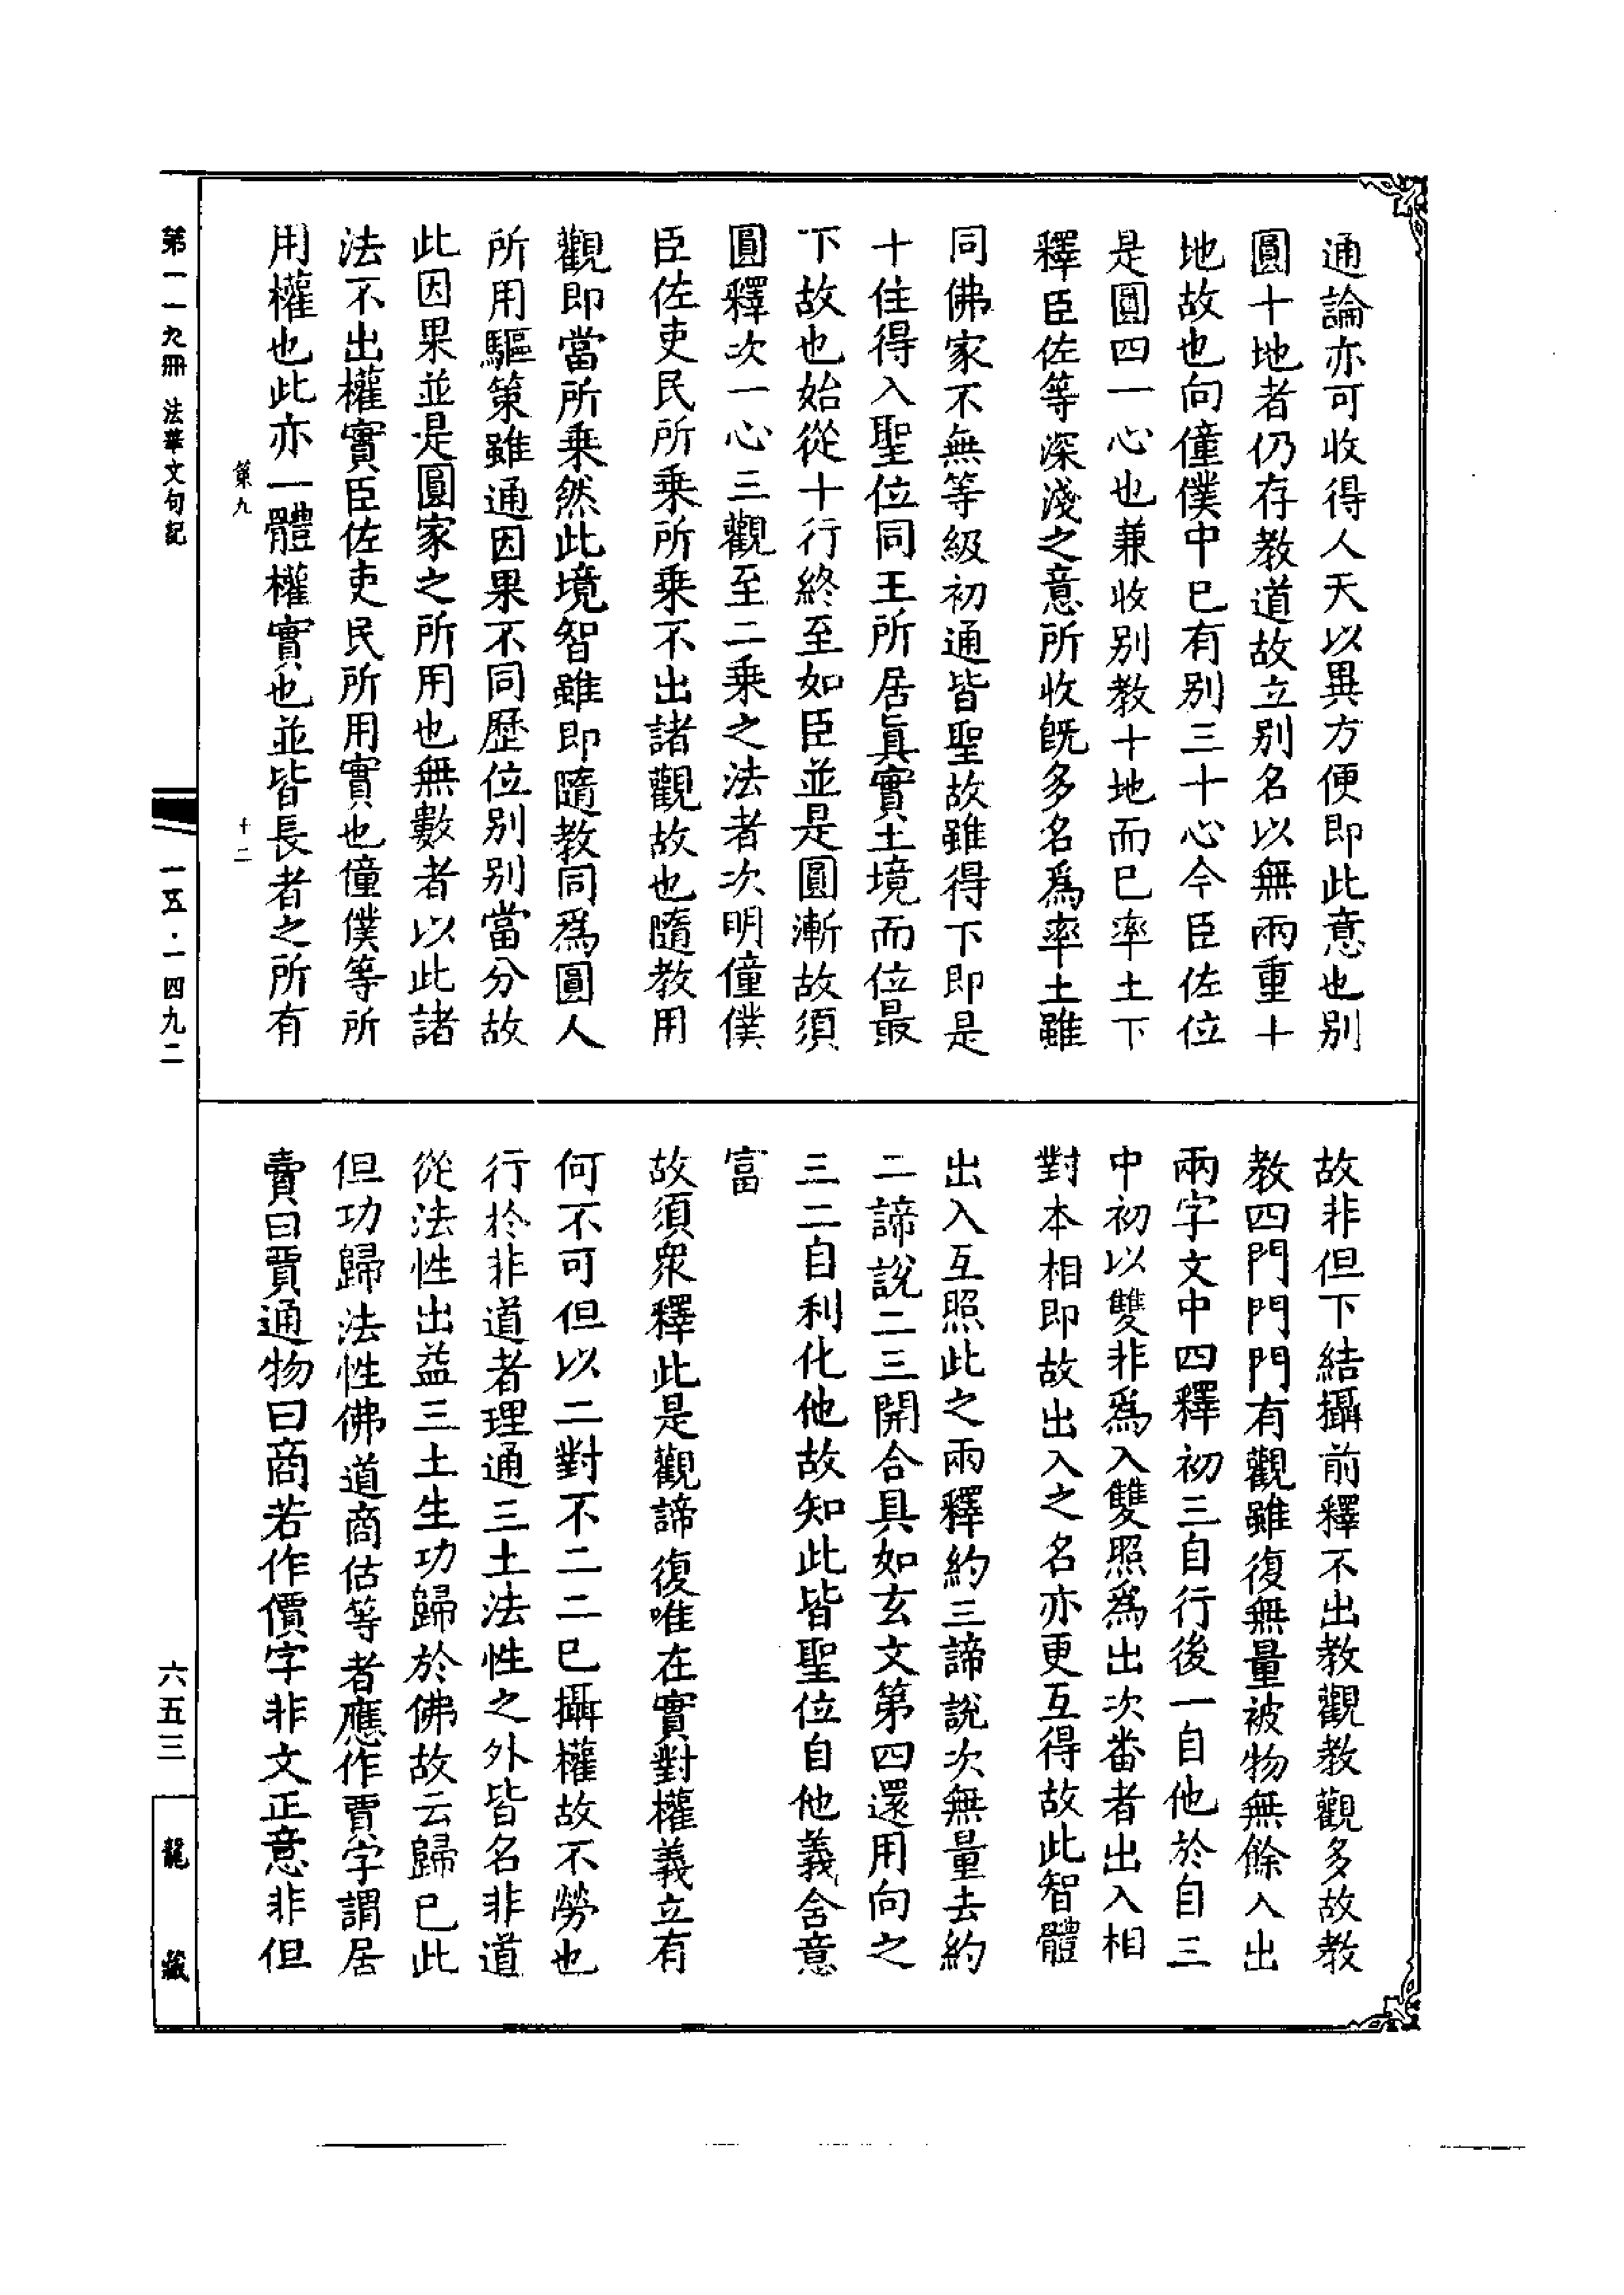 通論亦可收得人天以異方便即此意也別
圓十地者仍存教道故立別名以無兩重十
地故也向僮僕中巳有別三十心今臣佐位
是圓四一心也兼收別教十地而巳率土下
釋臣佐等深淺之意所收旣多名爲率土雖
同佛家不無等級初通皆聖故雖得下即是
十住得入聖位同王所居眞實土境而位最
下故也始從十行終至如臣並是圓漸故須
圓釋次一心三觀至二乗之法者次明僮僕
臣佐吏民所乗所乗不出諸觀故也隨教用
觀即當所乗然此境智雖即隨教同爲圓人
所用驅策雖通因果不同歷位別別當分故
此因果並是圓家之所用也無數者以此諸
法不出權實臣佐吏民所用實也僮僕等所
用權也此亦一體權實也並皆長者之所有
故非但下結攝前釋不出教觀教觀多故教
教四門門門有觀雖復無量被物無餘入出
兩字文中四釋初三自行後一自他於自三
中初以雙非爲入雙照爲出次番者出入相
對本相即故出入之名亦更互得故此智體
出入互照此之兩釋約三諦說次無量去約
二諦說二三開合具如玄文第四還用向之
三二自利化他故知此皆聖位自他義舍意
富
故須衆釋此是觀諦復唯在實對權義立有
何不可但以二對不二二巳攝權故不勞也
行於非道者理通三土法性之外皆名非道
從法性出益三土生功歸於佛故云歸巳此
但功歸法性佛道商估等者應作賈字謂居
賣曰賈通物曰商若作價字非文正意非但
第一一九冊 法華文句記
第九
十二
一五·一四九二
六五三
龍藏